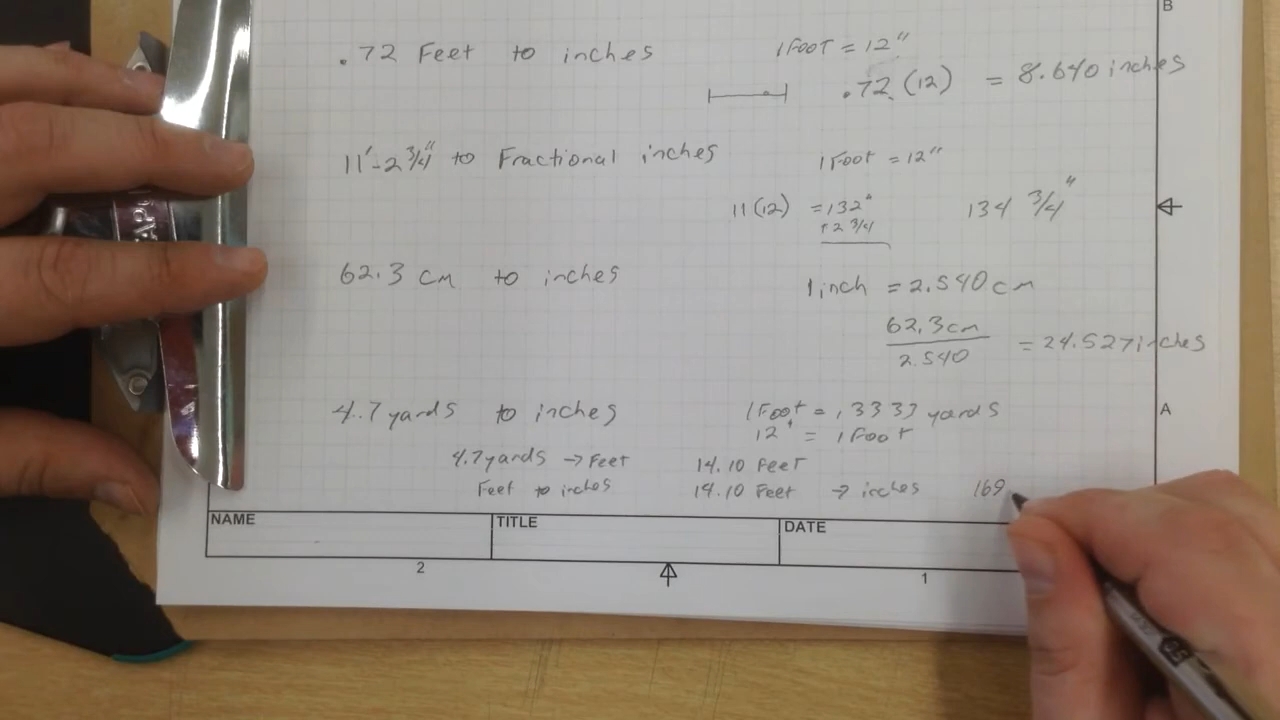 B
.72 Feet to inches
1 Foot = 12"
.72 (12) = 8.640 inches
11'-2 3/4" to Fractional inches
1 Foot = 12"
11 (12) = 132"
+2 3/4
134 3/4"
62.3 cm to inches
1 inch = 2.540 cm
62.3 cm
2.540
= 24.527 inches
4.7 yards to inches
1 Foot = .3333 yards
12" = 1 Foot
4.7 yards → Feet
14.10 Feet
Feet to inches
14.10 Feet → inches
169
A
NAME
TITLE
DATE
2
1
0.5